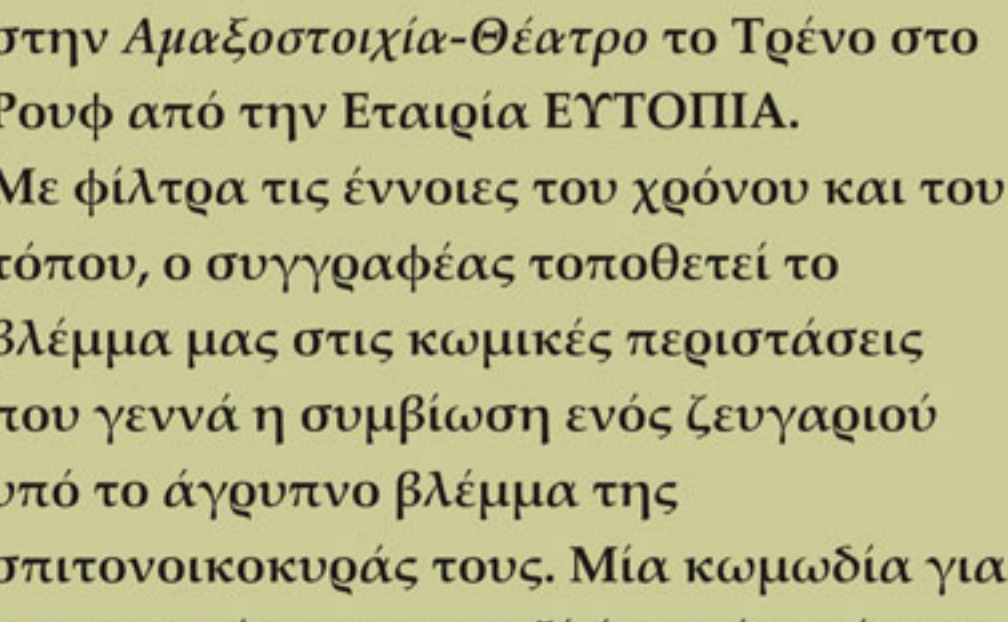 στην Αμαξοστοιχία-Θέατρο το Τρένο στο
Ρουφ από την Εταιρία ΕΥΤΟΠΙΑ.
Με φίλτρα τις έννοιες του χρόνου και του
τόπου, ο συγγραφέας τοποθετεί το
βλέμμα μας στις κωμικές περιστάσεις
που γεννά η συμβίωση ενός ζευγαριού
υπό το άγρυπνο βλέμμα της
σπιτονοικοκυράς τους. Μία κωμωδία για